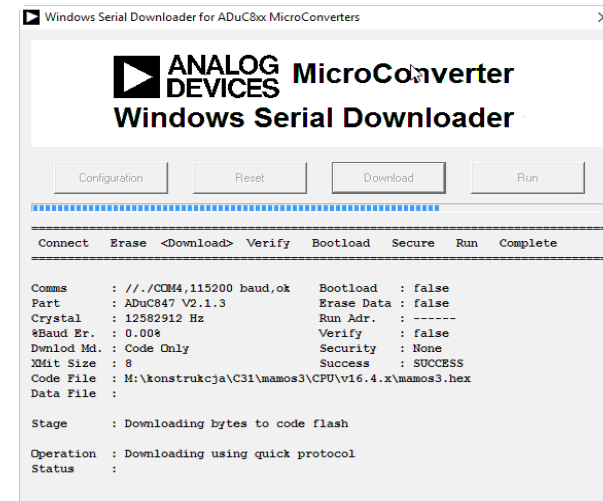 Windows Serial Downloader for ADuC8xx MicroConverters
ANALOG DEVICES MicroConverter
Windows Serial Downloader
Configuration Reset Download Run
Connect Erase <Download> Verify Bootload Secure Run Complete
Comms : //./COM4,115200 baud,ok Bootload : false
Part : ADuC847 V2.1.3 Erase Data : false
Crystal : 12582912 Hz Run Adr. : ------
%Baud Er. : 0.00% Verify : false
Dwnlod Md. : Code Only Security : None
XMit Size : 8 Success : SUCCESS
Code File : M:\konstrukcja\C31\mamos3\CPU\v16.4.x\mamos3.hex
Data File :
Stage : Downloading bytes to code flash
Operation : Downloading using quick protocol
Status :